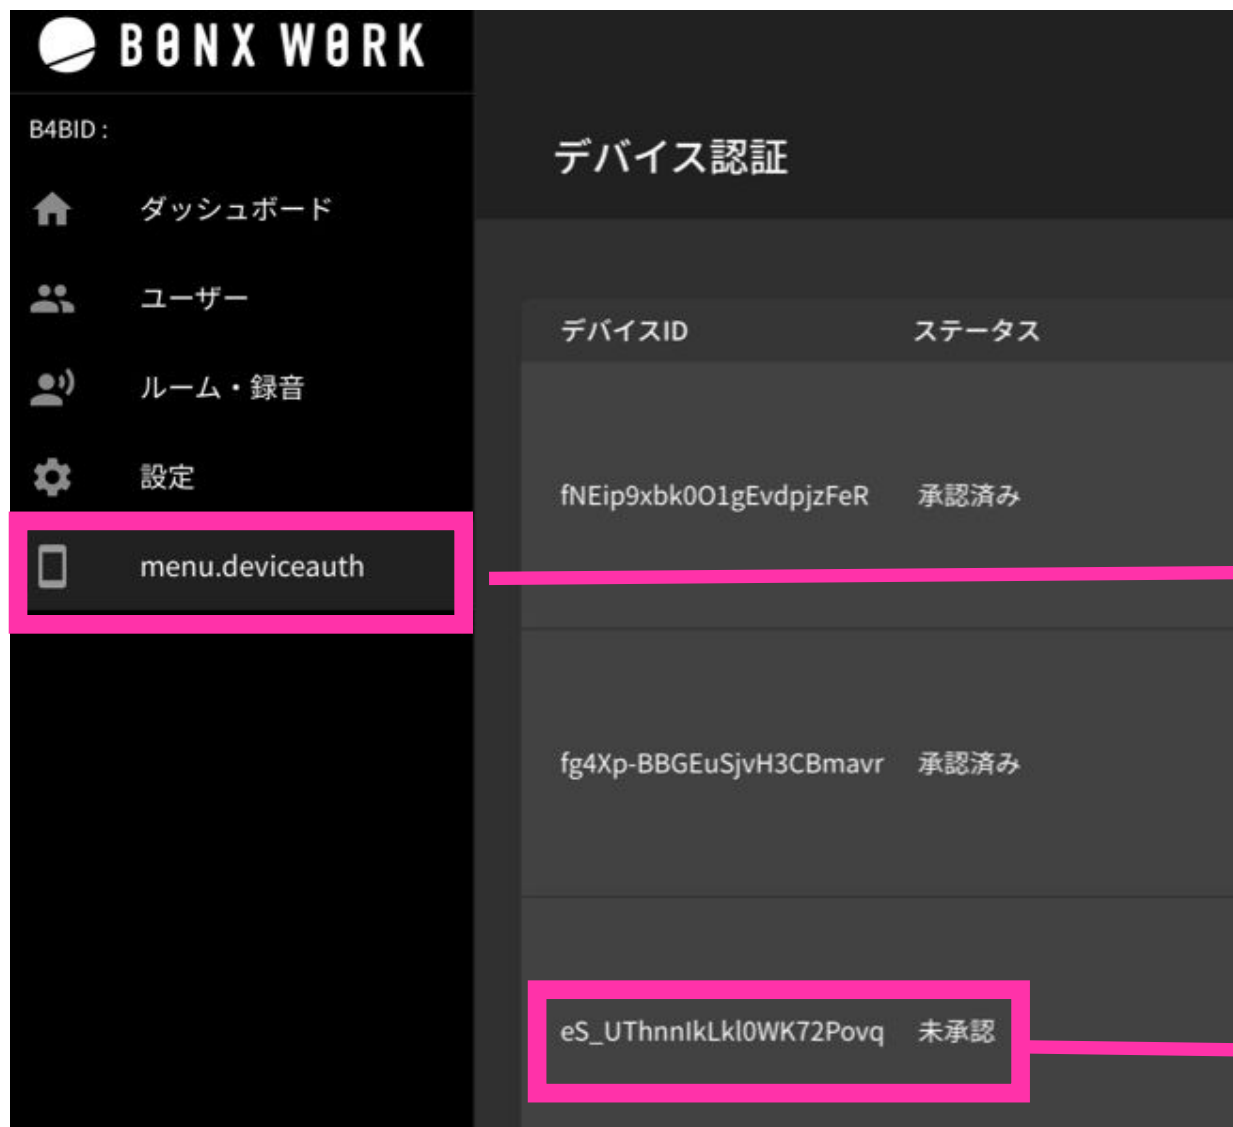 BONX WORK
B4BID :
ダッシュボード
ユーザー
ルーム・録音
設定
menu.deviceauth
デバイス認証
デバイスID ステータス
fNEip9xbk0O1gEvdpjzFeR 承認済み
fg4Xp-BBGEuSjvH3CBmavr 承認済み
eS_UThnnIkLkl0WK72Povq 未承認